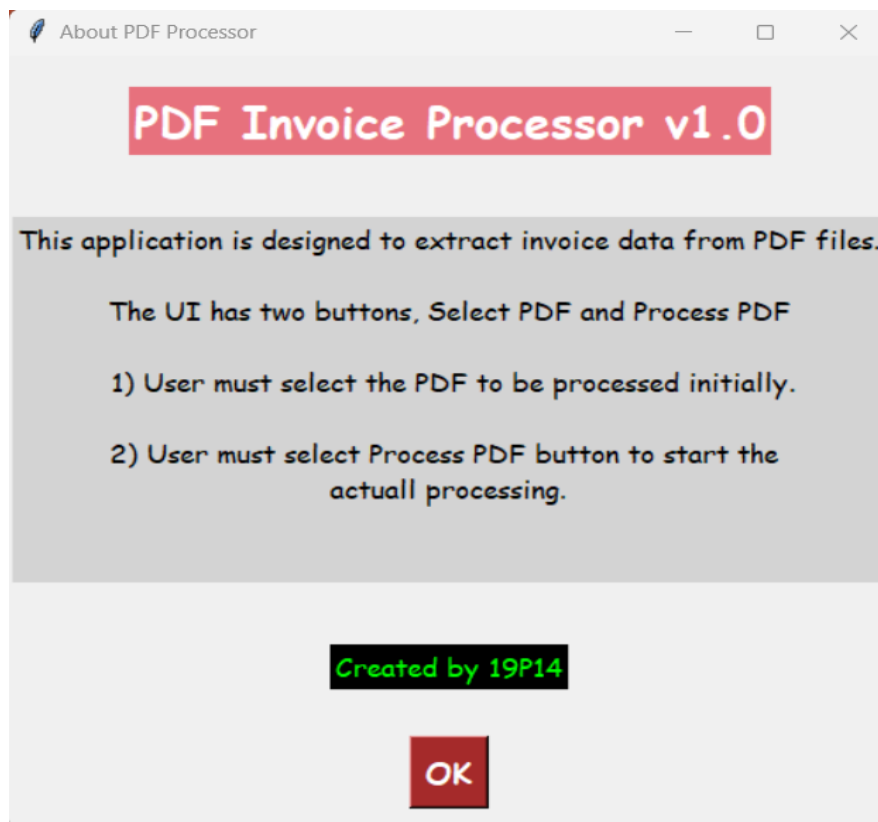 About PDF Processor
PDF Invoice Processor v1.0
This application is designed to extract invoice data from PDF files.
The UI has two buttons, Select PDF and Process PDF
1) User must select the PDF to be processed initially.
2) User must select Process PDF button to start the
actuall processing.
Created by 19P14
OK